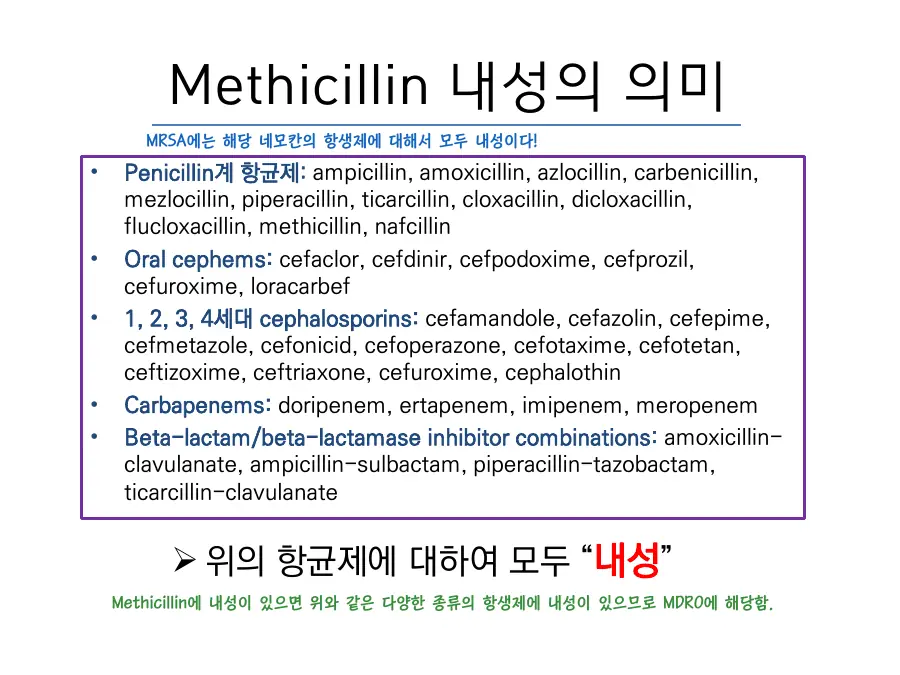 Methicillin 내성의 의미
MRSA에는 해당 네모칸의 항생제에 대해서 모두 내성이다!
• Penicillin계 항균제: ampicillin, amoxicillin, azlocillin, carbenicillin,
mezlocillin, piperacillin, ticarcillin, cloxacillin, dicloxacillin,
flucloxacillin, methicillin, nafcillin
• Oral cephems: cefaclor, cefdinir, cefpodoxime, cefprozil,
cefuroxime, loracarbef
• 1, 2, 3, 4세대 cephalosporins: cefamandole, cefazolin, cefepime,
cefmetazole, cefonicid, cefoperazone, cefotaxime, cefotetan,
ceftizoxime, ceftriaxone, cefuroxime, cephalothin
• Carbapenems: doripenem, ertapenem, imipenem, meropenem
• Beta-lactam/beta-lactamase inhibitor combinations: amoxicillin-
clavulanate, ampicillin-sulbactam, piperacillin-tazobactam,
ticarcillin-clavulanate
➢ 위의 항균제에 대하여 모두 “내성”
Methicillin에 내성이 있으면 위와 같은 다양한 종류의 항생제에 내성이 있으므로 MDRO에 해당함.